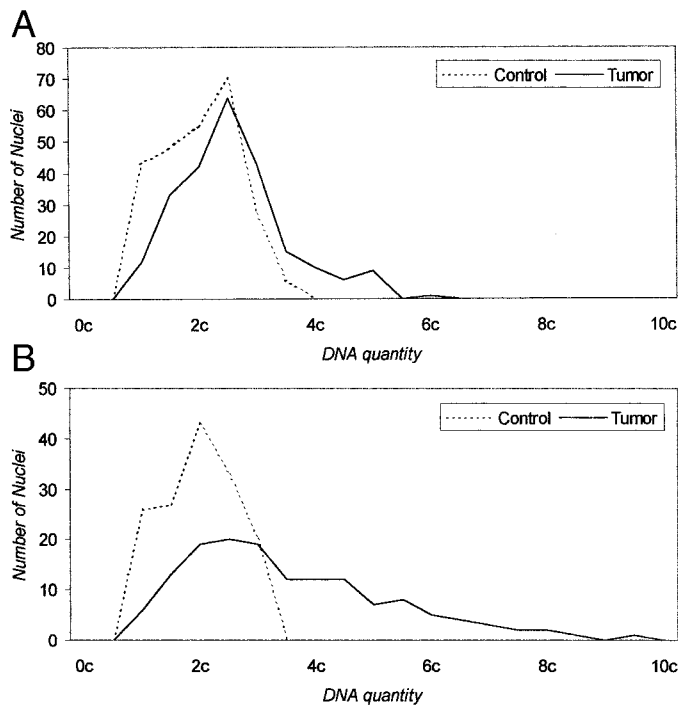 A
80
70
60
50
40
30
20
10
0
Number of Nuclei
Control Tumor
0c 2c 4c 6c 8c 10c
DNA quantity
B
50
40
30
20
10
0
Number of Nuclei
Control Tumor
0c 2c 4c 6c 8c 10c
DNA quantity